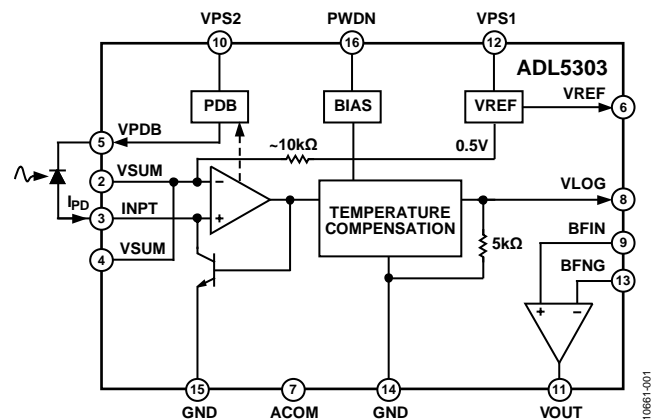 VPS2 PWDN VPS1
10 16 12
ADL5303
PDB BIAS VREF VREF 6
5 VPDB
~10kΩ 0.5V
2 VSUM
IPD
3 INPT
− +
TEMPERATURE
COMPENSATION
VLOG 8
5kΩ
BFIN 9
4 VSUM
BFNG 13
+ −
15 7 14 11
GND ACOM GND VOUT
10661-001